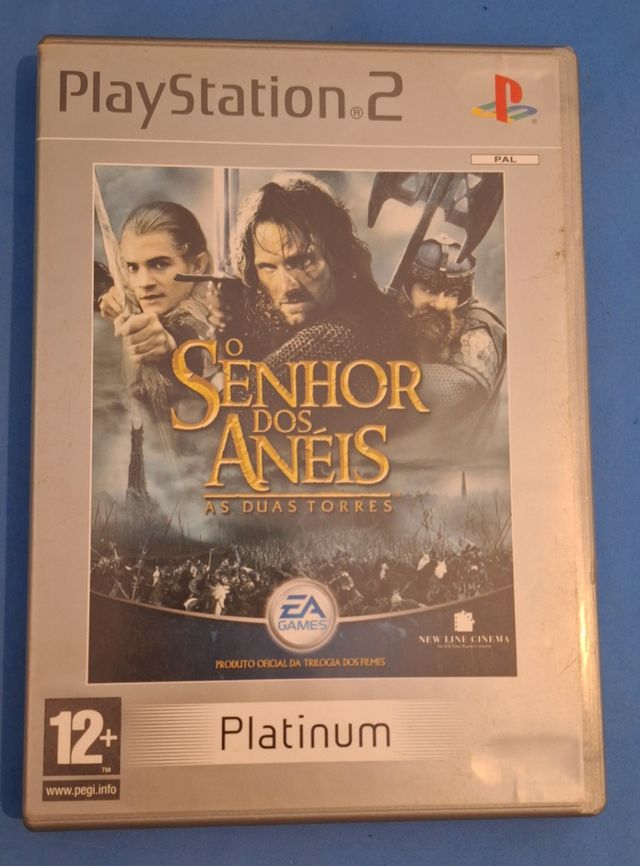 PlayStation®2
PAL
O
SENHOR
DOS
ANÉIS
AS DUAS TORRES
EA
GAMES
NEW LINE CINEMA
PRODUTO OFICIAL DA TRILOGIA DOS FILMES
12+
TM
www.pegi.info
Platinum